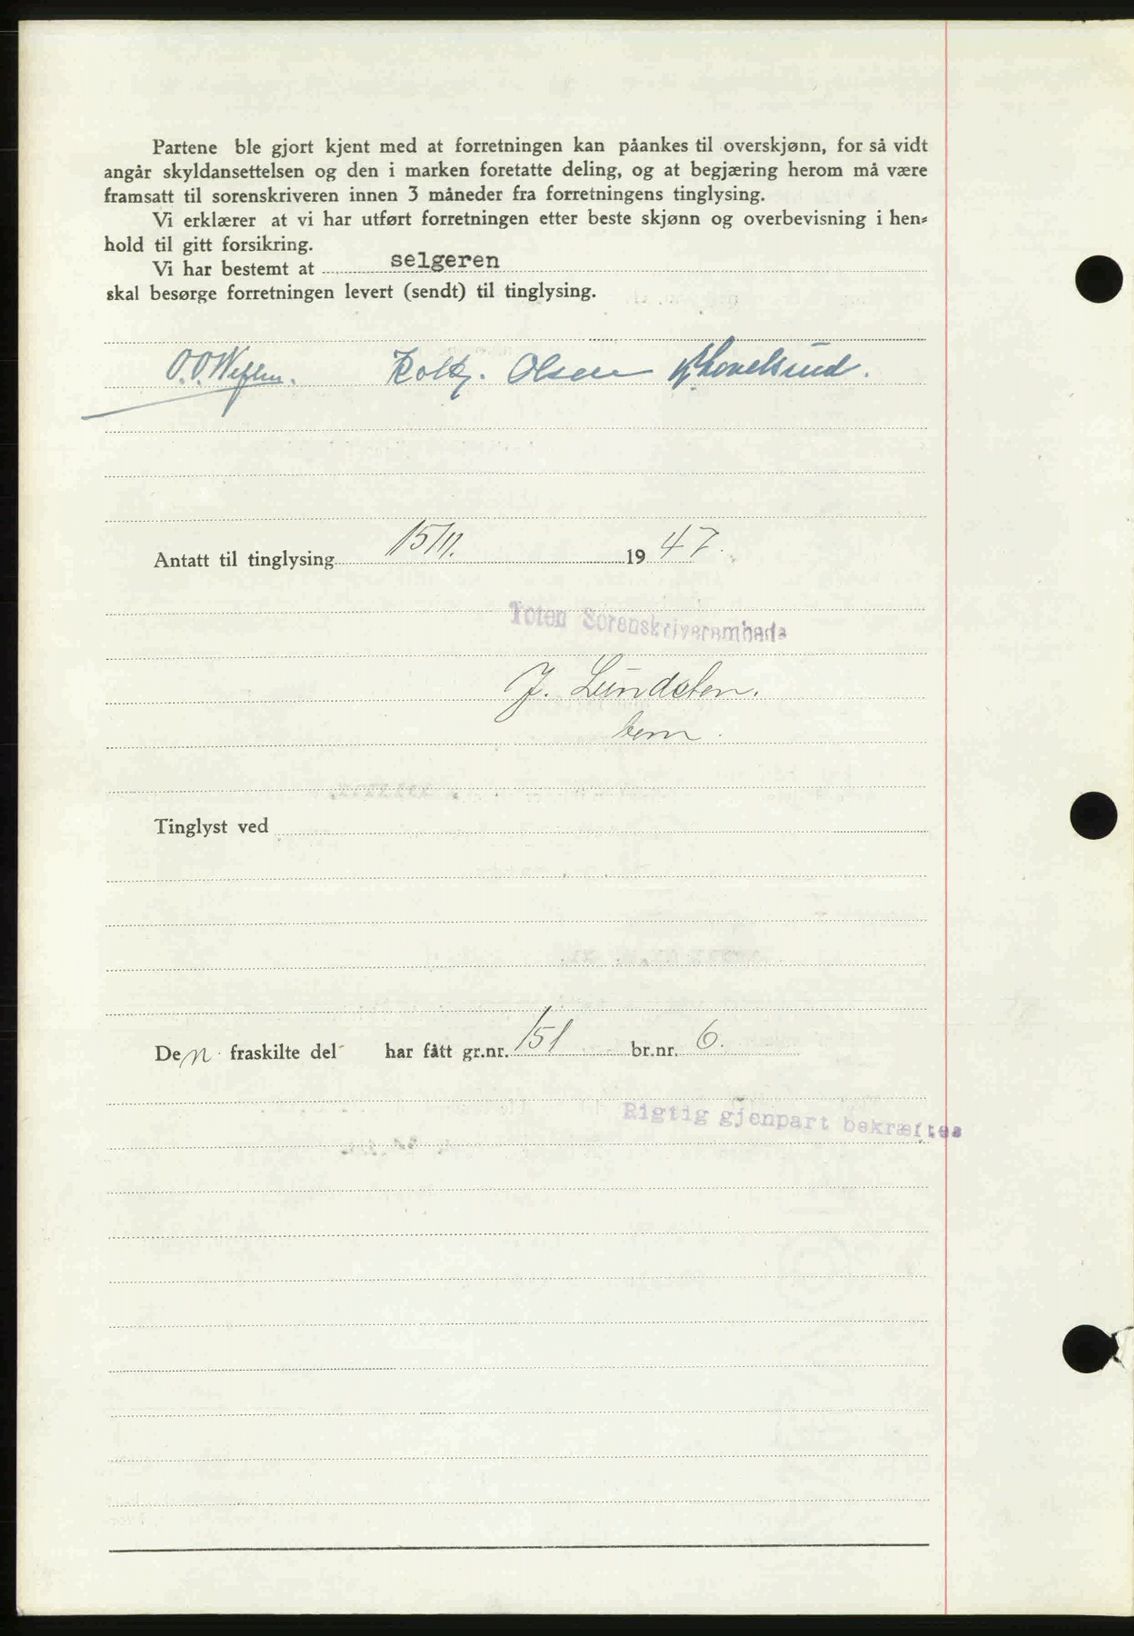 Partene ble gjort kjent med at forretningen kan påankes til overskjønn, for så vidt
angår skyldansettelsen og den i marken foretatte deling, og at begjæring herom må være
framsatt til sorenskriveren innen 3 måneder fra forretningens tinglysing.
Vi erklærer at vi har utført forretningen etter beste skjønn og overbevisning i hen-
hold til gitt forsikring.
Vi har bestemt at selgeren
skal besørge forretningen levert (sendt) til tinglysing.
Olsen
Antatt til tinglysing 15/11. 1947.
Toten Sorenskriverembede
J. Lundsten.
Tinglyst ved
Den fraskilte del har fått gr.nr. 151 br.nr. 6.
Rigtig gjenpart bekræftes